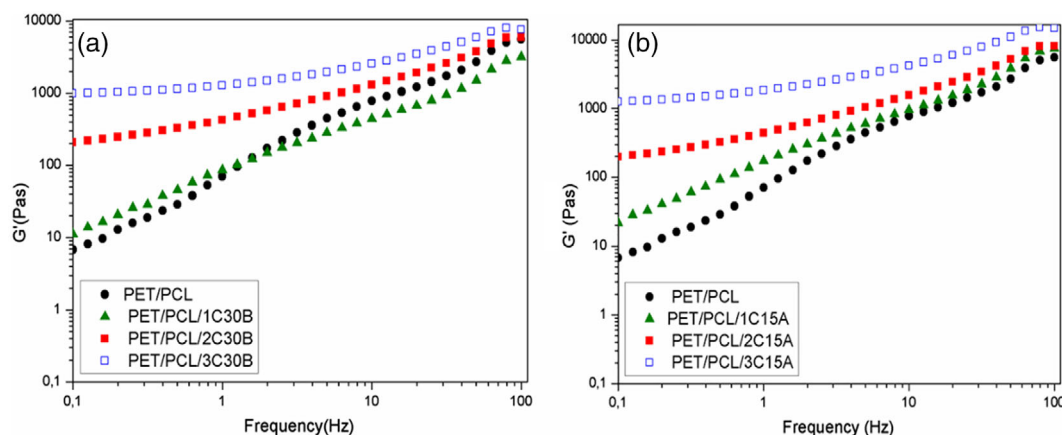 (a)
10000
1000
100
10
1
0,1
G'(Pas)
PET/PCL
PET/PCL/1C30B
PET/PCL/2C30B
PET/PCL/3C30B
0,1 1 10 100
Frequency(Hz)
(b)
10000
1000
100
10
1
0,1
G' (Pas)
PET/PCL
PET/PCL/1C15A
PET/PCL/2C15A
PET/PCL/3C15A
0,1 1 10 100
Frequency (Hz)